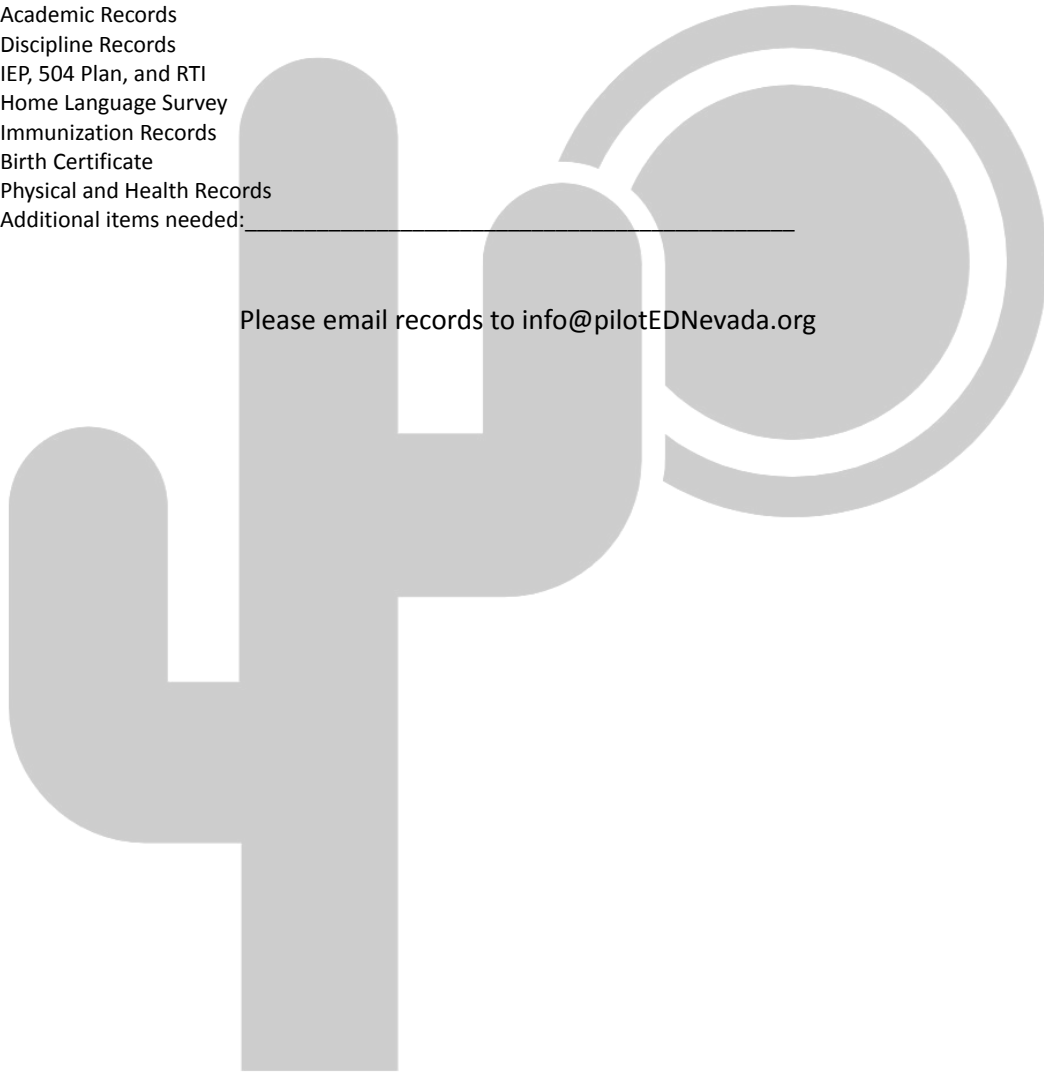 Academic Records
Discipline Records
IEP, 504 Plan, and RTI
Home Language Survey
Immunization Records
Birth Certificate
Physical and Health Records
Additional items needed:______________________________________________
Please email records to info@pilotEDNevada.org